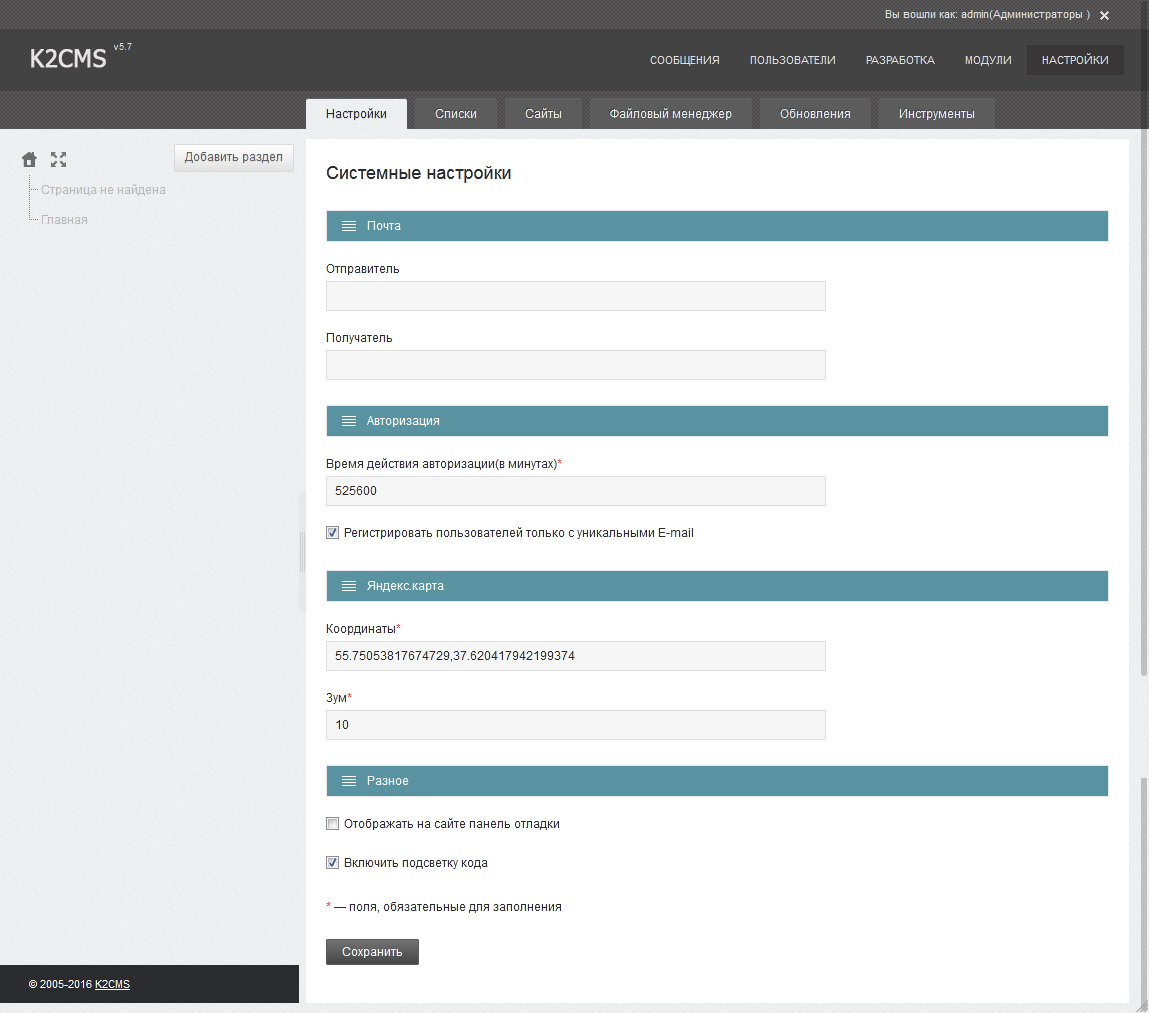 Вы вошли как: admin(Администраторы )
K2CMS v5.7
СООБЩЕНИЯ ПОЛЬЗОВАТЕЛИ РАЗРАБОТКА МОДУЛИ НАСТРОЙКИ
Настройки Списки Сайты Файловый менеджер Обновления Инструменты
Добавить раздел
Страница не найдена
Главная
Системные настройки
Почта
Отправитель
Получатель
Авторизация
Время действия авторизации(в минутах)*
525600
Регистрировать пользователей только с уникальными E-mail
Яндекс.карта
Координаты*
55.75053817674729,37.620417942199374
Зум*
10
Разное
Отображать на сайте панель отладки
Включить подсветку кода
* — поля, обязательные для заполнения
Сохранить
© 2005-2016 K2CMS